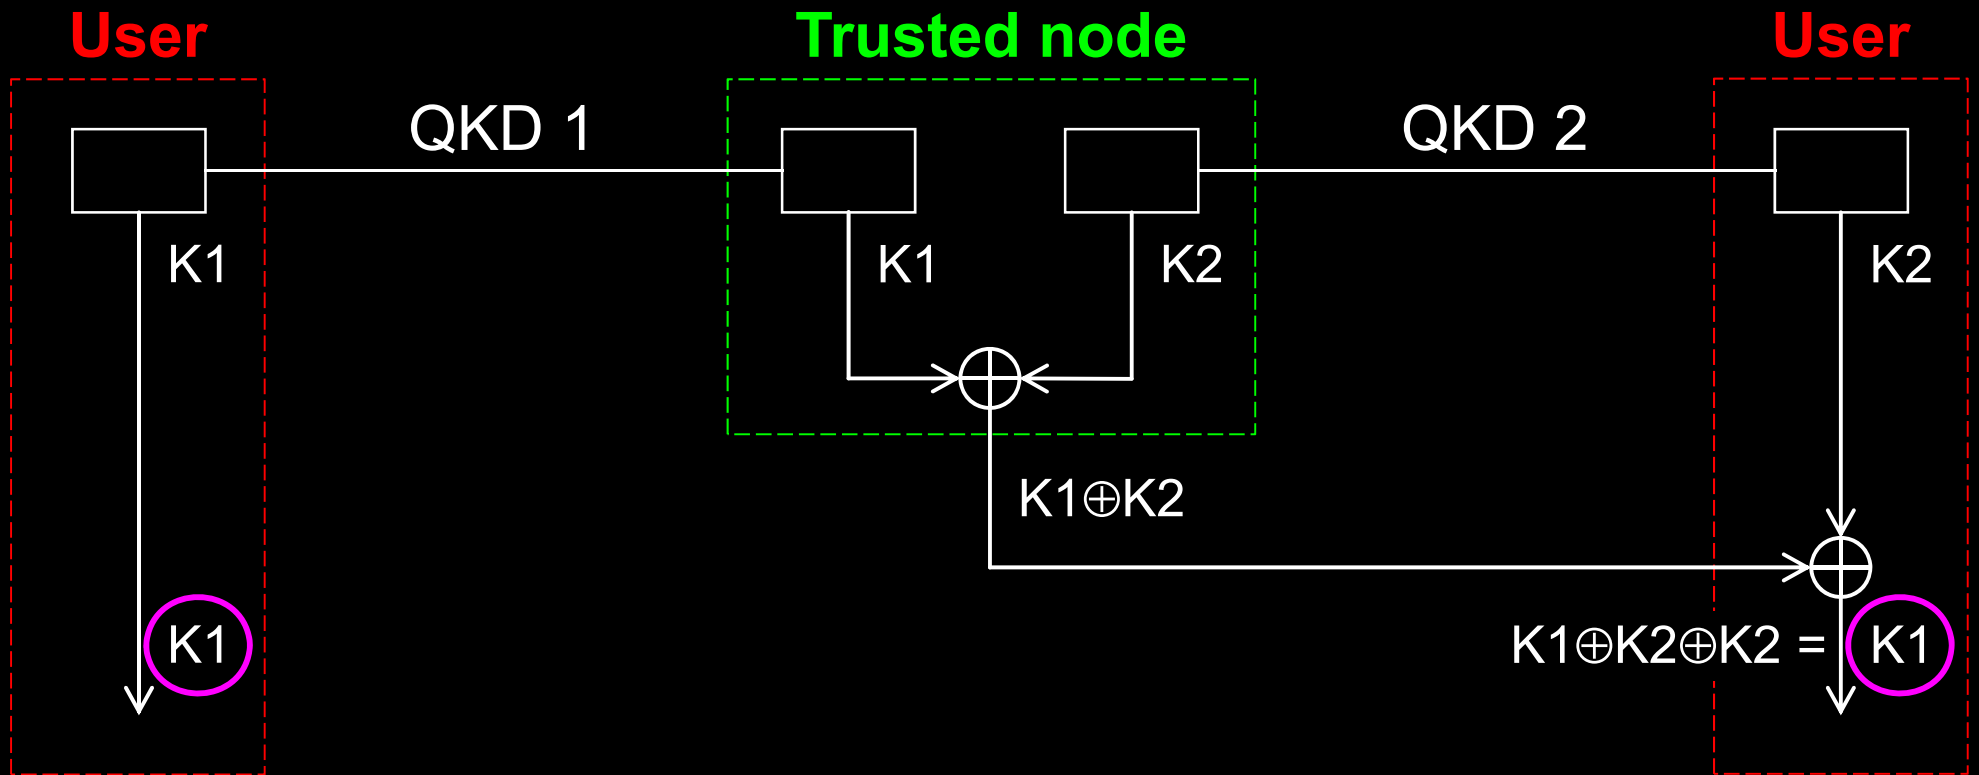 User
Trusted node
User
QKD 1
QKD 2
K1
K1
K2
K2
K1⊕K2
K1
K1⊕K2⊕K2 = K1